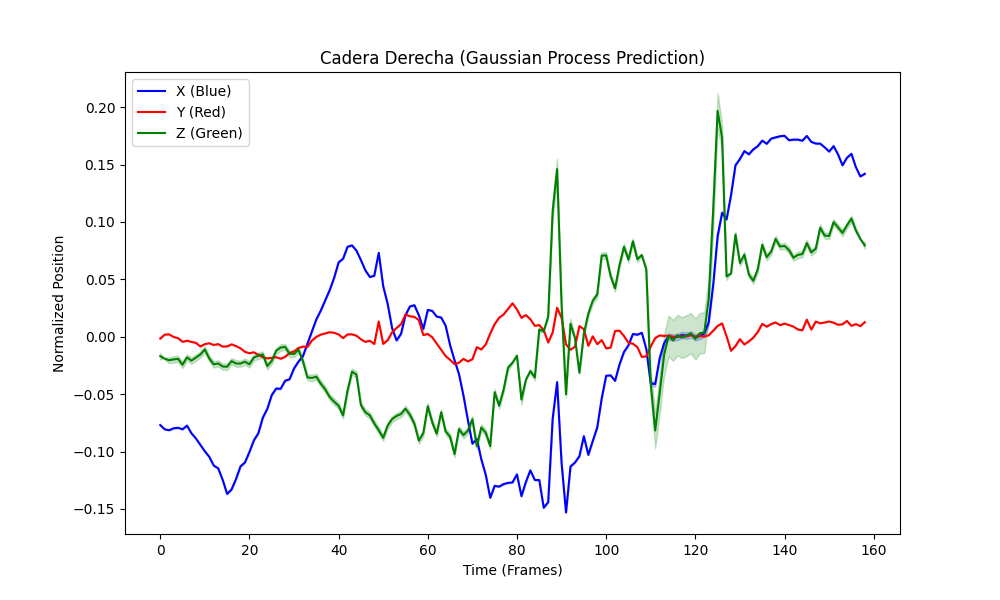 Cadera Derecha (Gaussian Process Prediction)
X (Blue)
Y (Red)
Z (Green)
Normalized Position
0.20
0.15
0.10
0.05
0.00
−0.05
−0.10
−0.15
0 20 40 60 80 100 120 140 160
Time (Frames)